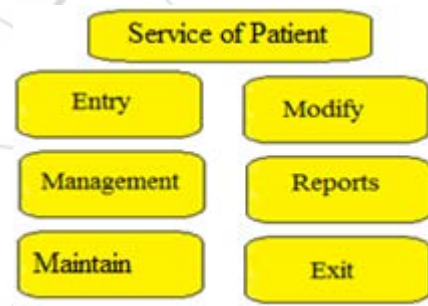 Service of Patient
Entry
Modify
Management
Reports
Maintain
Exit